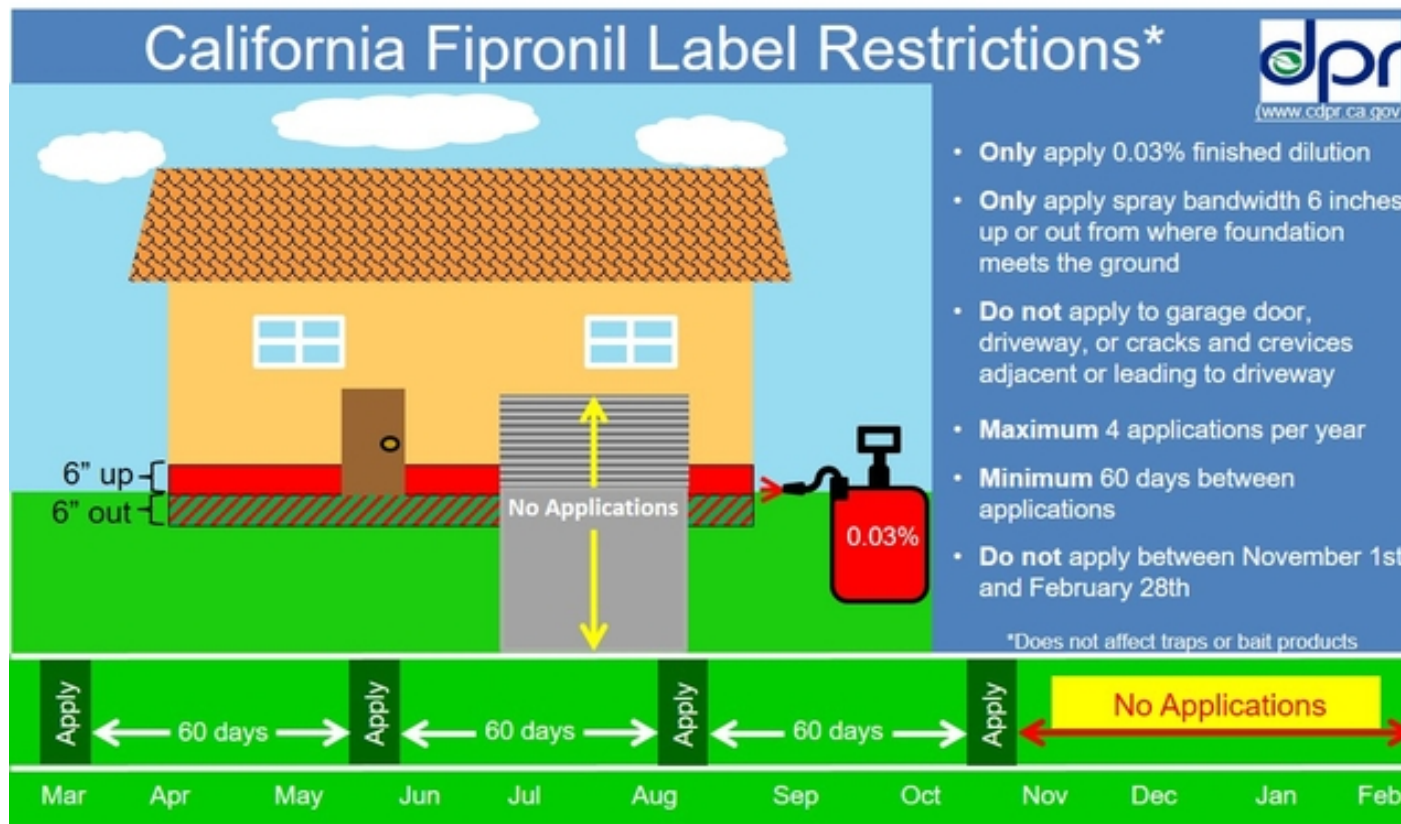 California Fipronil Label Restrictions*
dpr
(www.cdpr.ca.gov
• Only apply 0.03% finished dilution
• Only apply spray bandwidth 6 inches
up or out from where foundation
meets the ground
• Do not apply to garage door,
driveway, or cracks and crevices
adjacent or leading to driveway
• Maximum 4 applications per year
• Minimum 60 days between
applications
• Do not apply between November 1st
and February 28th
*Does not affect traps or bait products
6” up
6” out
No Applications
0.03%
Apply
60 days
Apply
60 days
Apply
60 days
Apply
No Applications
Mar Apr May Jun Jul Aug Sep Oct Nov Dec Jan Feb